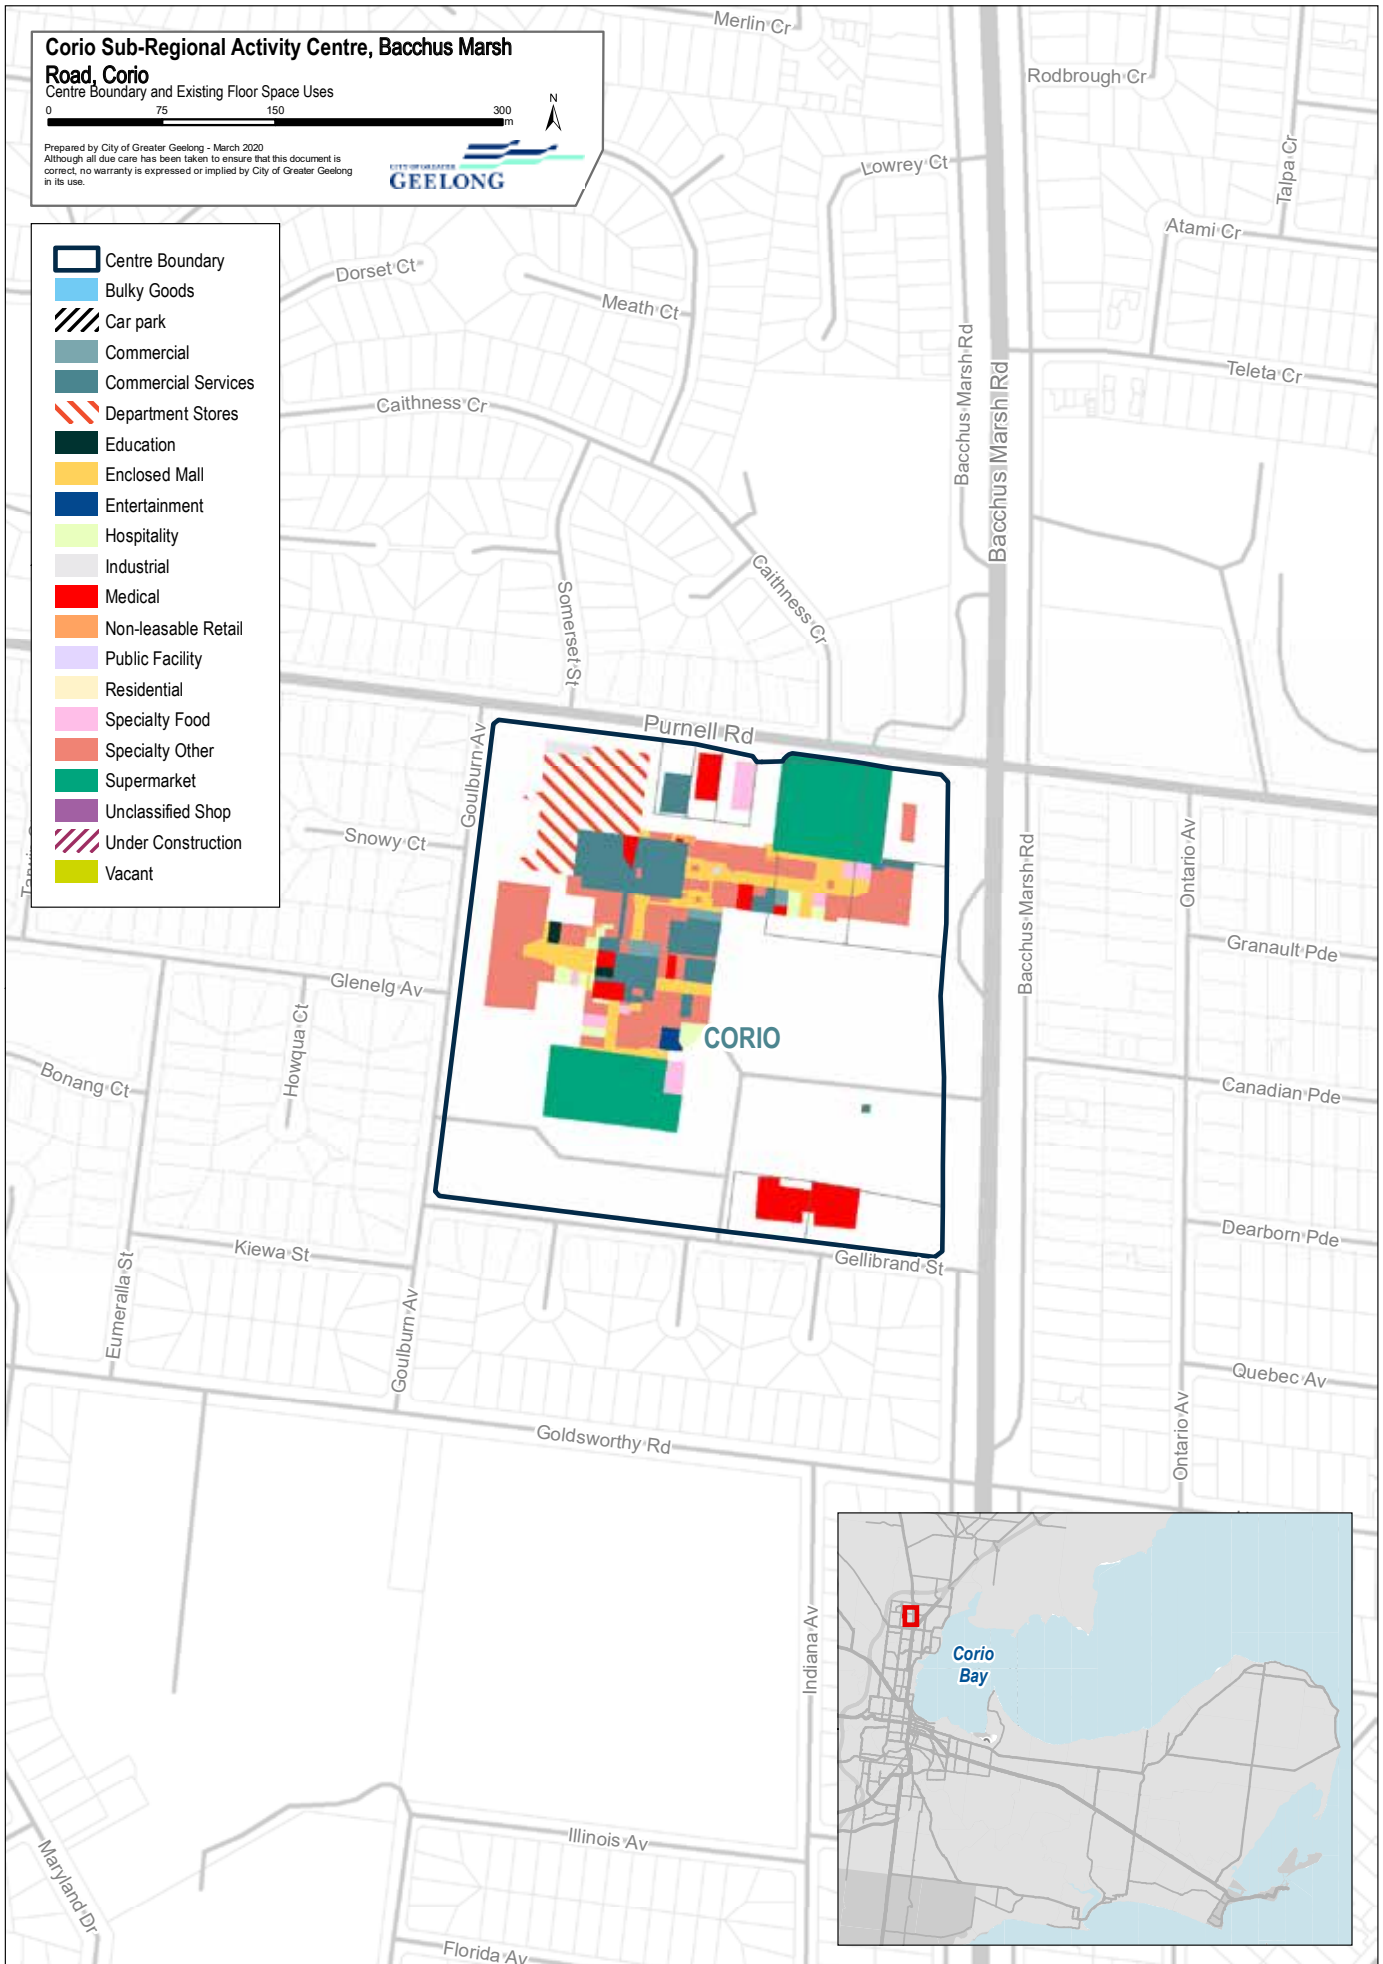 Corio Sub-Regional Activity Centre, Bacchus Marsh
Road, Corio
Centre Boundary and Existing Floor Space Uses
0 75 150 300
m
N
Prepared by City of Greater Geelong - March 2020
Although all due care has been taken to ensure that this document is
correct, no warranty is expressed or implied by City of Greater Geelong
in its use.
CITY OF GREATER
GEELONG
Centre Boundary
Bulky Goods
Car park
Commercial
Commercial Services
Department Stores
Education
Enclosed Mall
Entertainment
Hospitality
Industrial
Medical
Non-leasable Retail
Public Facility
Residential
Specialty Food
Specialty Other
Supermarket
Unclassified Shop
Under Construction
Vacant
Merlin Cr
Rodbrough Cr
Lowrey Ct
Talpa Cr
Atami Cr
Dorset Ct
Meath Ct
Bacchus Marsh Rd
Bacchus Marsh Rd
Teleta Cr
Caithness Cr
Caithness Cr
Somerset St
Purnell Rd
Goulburn Av
Snowy Ct
Bacchus Marsh Rd
Ontario Av
Granault Pde
Glenelg Av
Howqua Ct
CORIO
Bonang Ct
Canadian Pde
Dearborn Pde
Kiewa St
Gellibrand St
Eumeralla St
Goulburn Av
Quebec Av
Ontario Av
Goldsworthy Rd
Indiana Av
Corio
Bay
Illinois Av
Maryland Dr
Florida Av